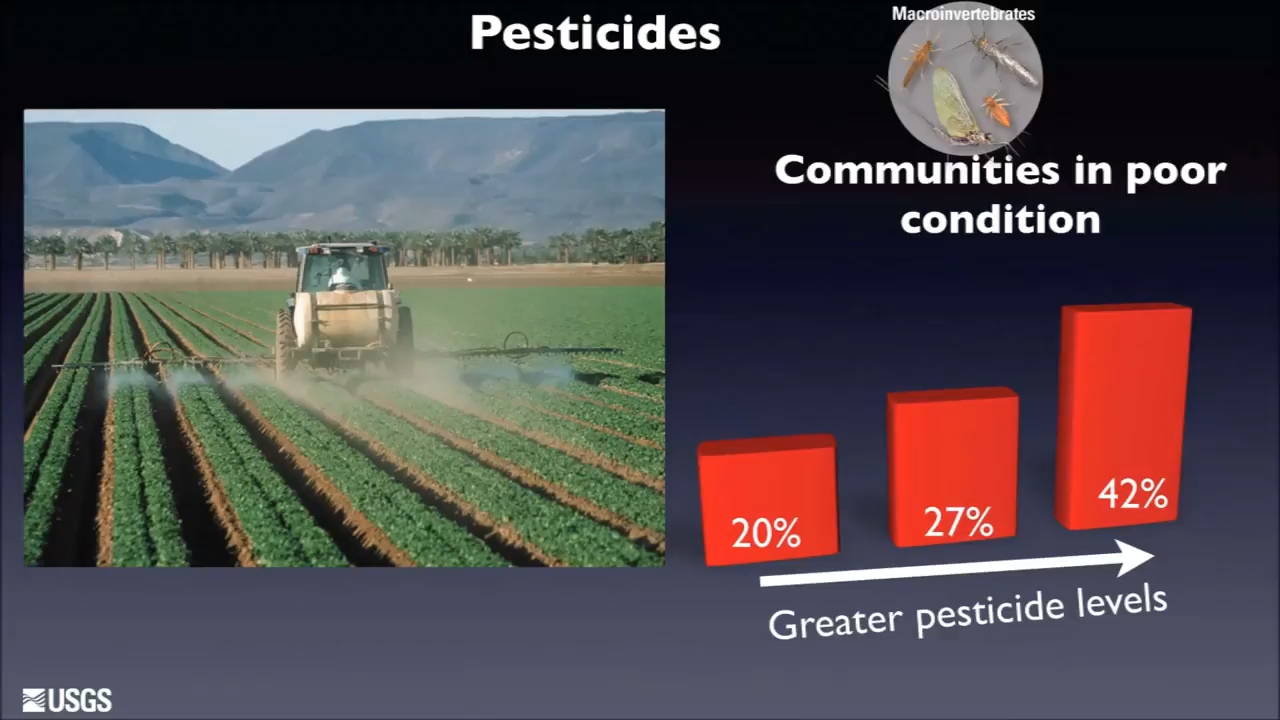 Pesticides
Macroinvertebrates
Communities in poor
condition
20%
27%
42%
Greater pesticide levels
USGS